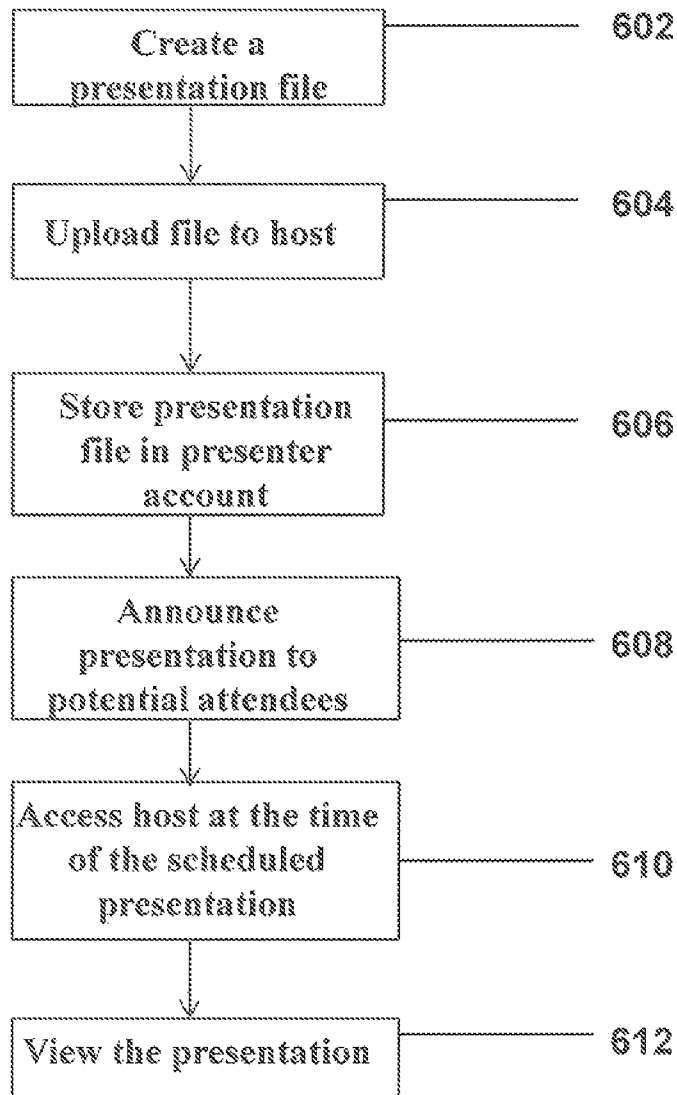 Create a
presentation file
602
Upload file to host
604
Store presentation
file in presenter
account
606
Announce
presentation to
potential attendees
608
Access host at the time
of the scheduled
presentation
610
View the presentation
612